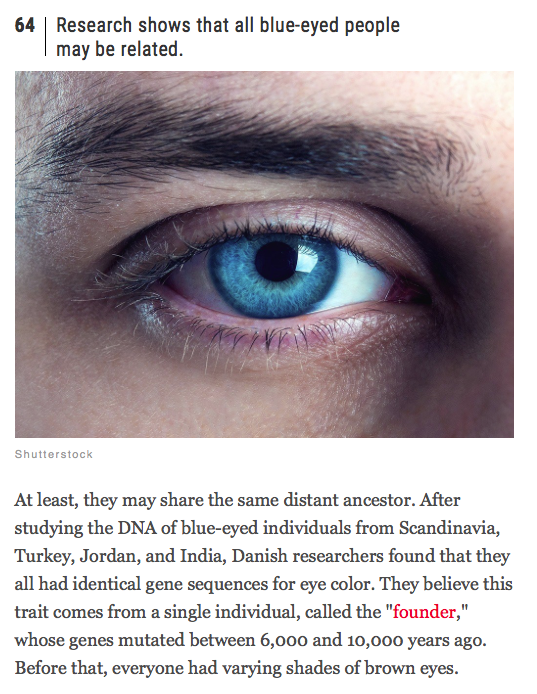 64 Research shows that all blue-eyed people
may be related.
Shutterstock
At least, they may share the same distant ancestor. After
studying the DNA of blue-eyed individuals from Scandinavia,
Turkey, Jordan, and India, Danish researchers found that they
all had identical gene sequences for eye color. They believe this
trait comes from a single individual, called the "founder,"
whose genes mutated between 6,000 and 10,000 years ago.
Before that, everyone had varying shades of brown eyes.